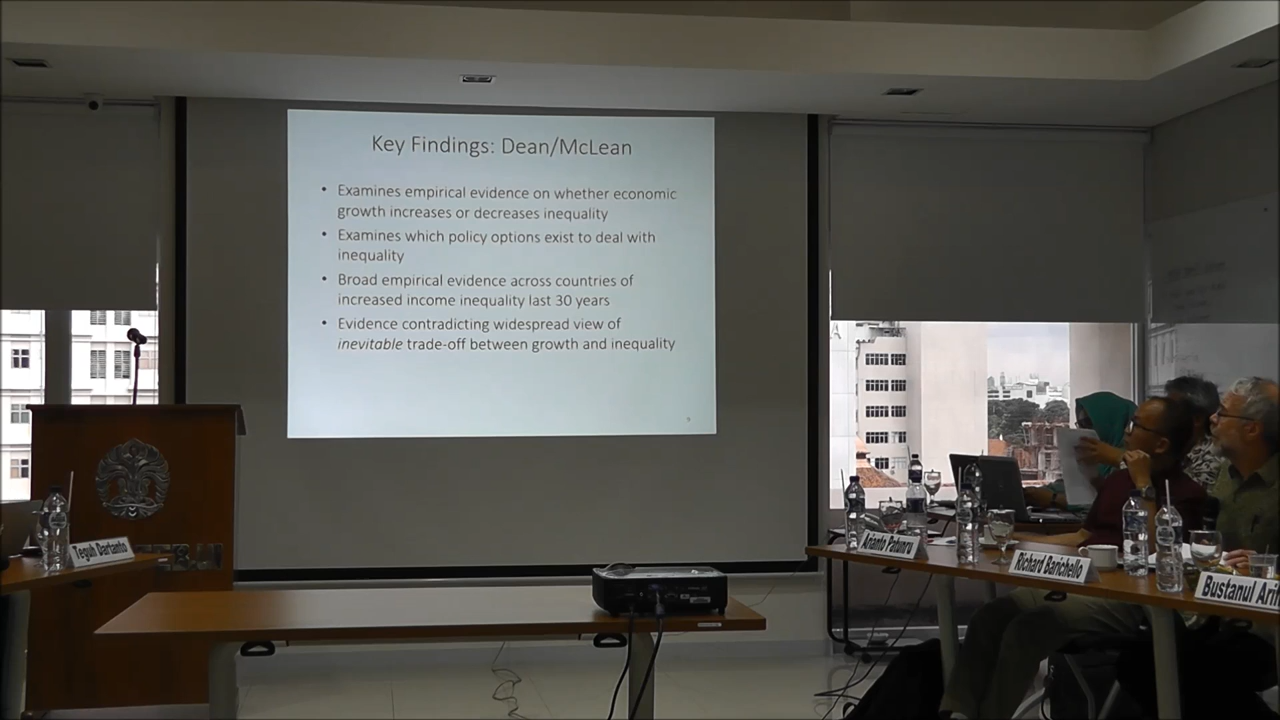 Key Findings: Dean/McLean
• Examines empirical evidence on whether economic
growth increases or decreases inequality
• Examines which policy options exist to deal with
inequality
• Broad empirical evidence across countries of
increased income inequality last 30 years
• Evidence contradicting widespread view of
inevitable trade-off between growth and inequality
9
Teguh Dartanto
Arianto Patunru
Richard Barichello
Bustanul Arif